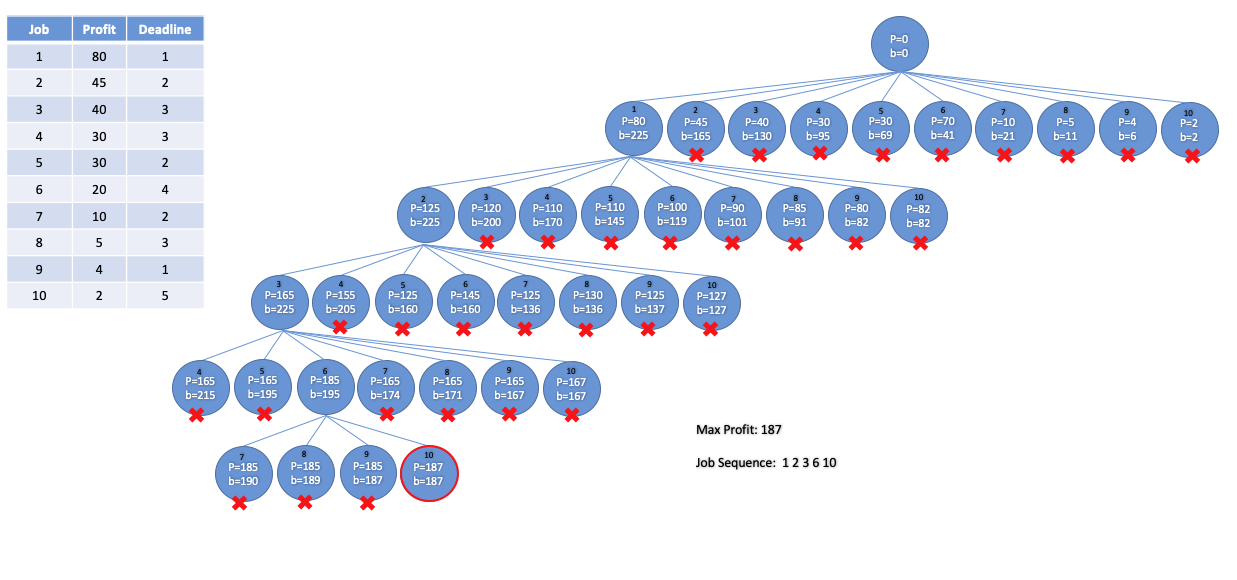 Job Profit Deadline
1 80 1
2 45 2
3 40 3
4 30 3
5 30 2
6 20 4
7 10 2
8 5 3
9 4 1
10 2 5
P=0
b=0
1 2 3 4 5 6 7 8 9 10
P=80 P=45 P=40 P=30 P=30 P=70 P=10 P=5 P=4 P=2
b=225 b=165 b=130 b=95 b=69 b=41 b=21 b=11 b=6 b=2
2 3 4 5 6 7 8 9 10
P=125 P=120 P=110 P=110 P=100 P=90 P=85 P=80 P=82
b=225 b=200 b=170 b=145 b=119 b=101 b=91 b=82 b=82
3 4 5 6 7 8 9 10
P=165 P=155 P=125 P=145 P=125 P=130 P=125 P=127
b=225 b=205 b=160 b=160 b=136 b=136 b=137 b=127
4 5 6 7 8 9 10
P=165 P=165 P=185 P=165 P=165 P=165 P=167
b=215 b=195 b=195 b=174 b=171 b=167 b=167
7 8 9 10
P=185 P=185 P=185 P=187
b=190 b=189 b=187 b=187
Max Profit: 187
Job Sequence: 1 2 3 6 10